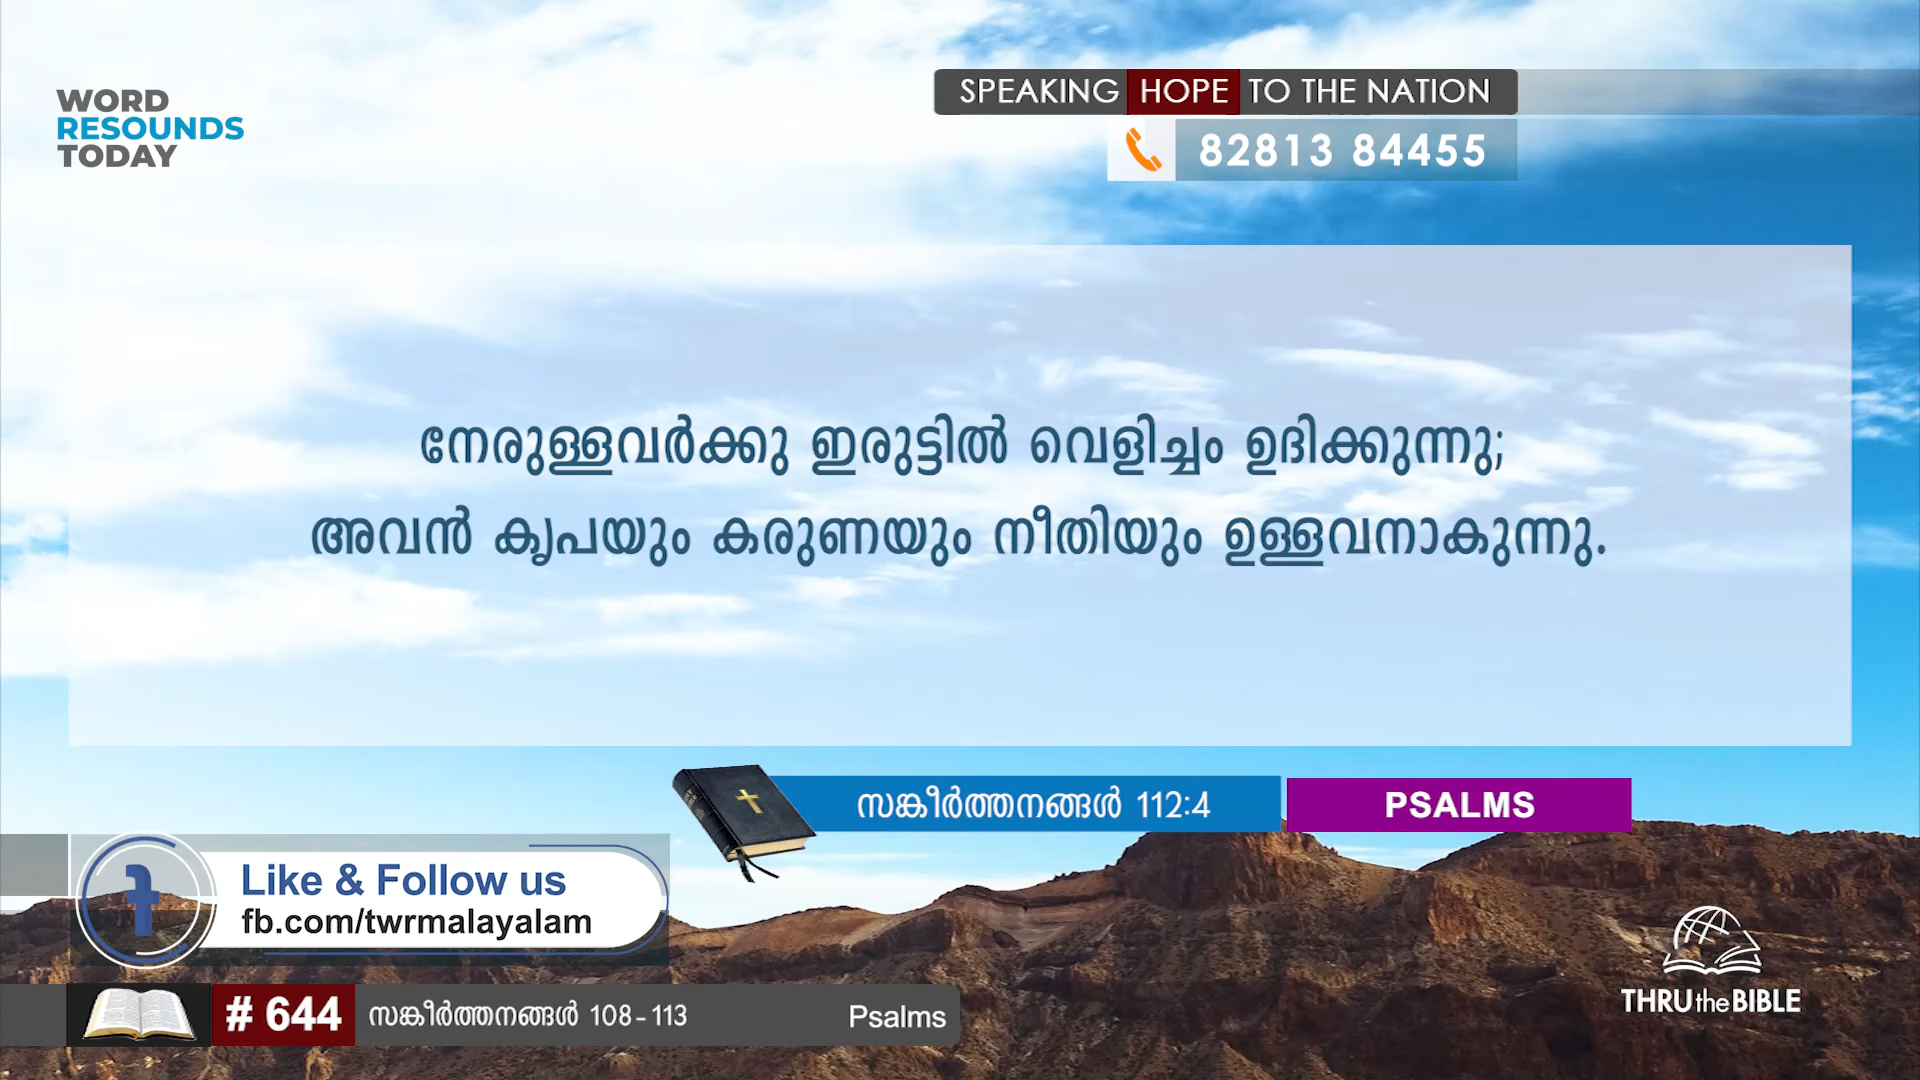 WORD
RESOUNDS
TODAY
SPEAKING HOPE TO THE NATION
82813 84455
നേരുള്ളവർക്കു ഇരുട്ടിൽ വെളിച്ചം ഉദിക്കുന്നു;
അവൻ കൃപയും കരുണയും നീതിയും ഉള്ളവനാകുന്നു.
സങ്കീർത്തനങ്ങൾ 112:4
PSALMS
Like & Follow us
fb.com/twrmalayalam
# 644 സങ്കീർത്തനങ്ങൾ 108-113 Psalms
THRU the BIBLE